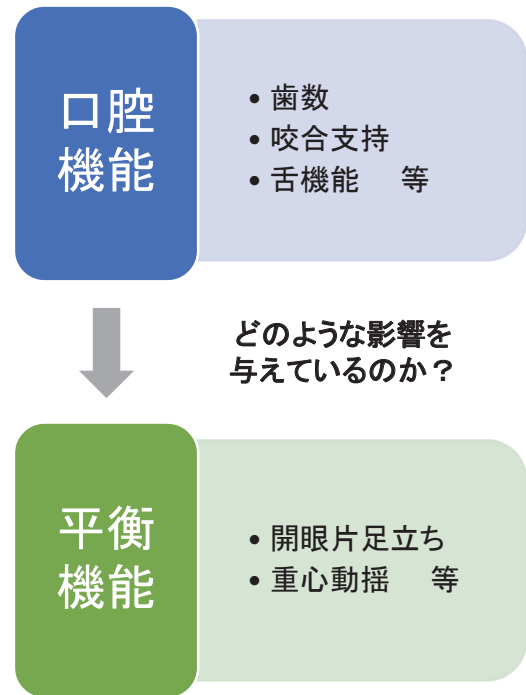 口腔
機能
• 歯数
• 咬合支持
• 舌機能　等
どのような影響を
与えているのか？
平衡
機能
• 開眼片足立ち
• 重心動揺　等